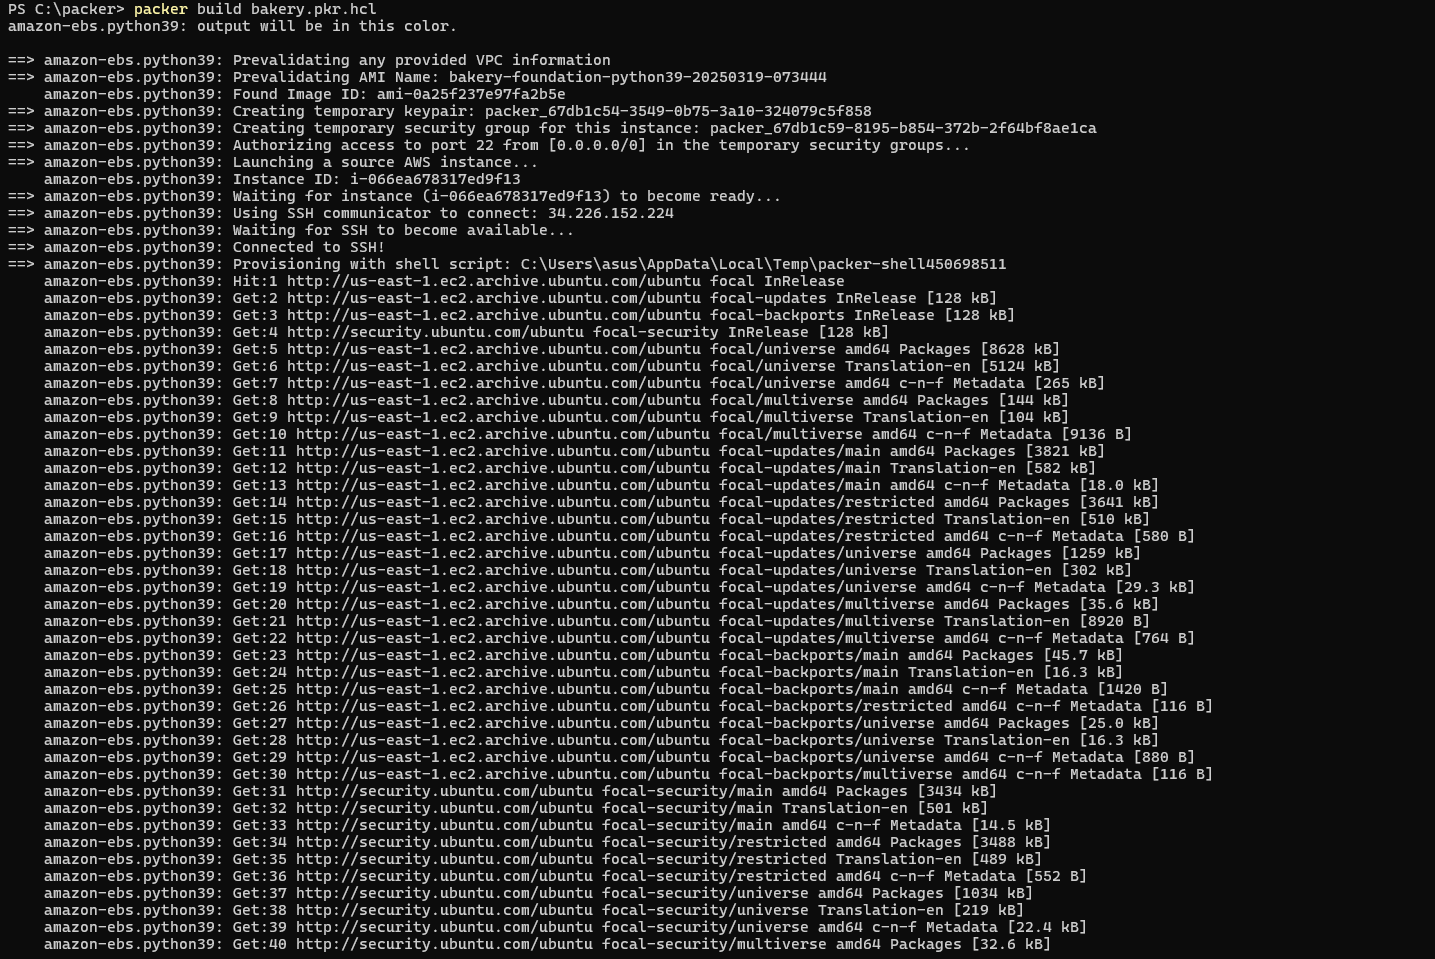 PS C:\packer> packer build bakery.pkr.hcl
amazon-ebs.python39: output will be in this color.
==> amazon-ebs.python39: Prevalidating any provided VPC information
==> amazon-ebs.python39: Prevalidating AMI Name: bakery-foundation-python39-20250319-073444
amazon-ebs.python39: Found Image ID: ami-0a25f237e97fa2b5e
==> amazon-ebs.python39: Creating temporary keypair: packer_67db1c54-3549-0b75-3a10-324079c5f858
==> amazon-ebs.python39: Creating temporary security group for this instance: packer_67db1c59-8195-b854-372b-2f64bf8ae1ca
==> amazon-ebs.python39: Authorizing access to port 22 from [0.0.0.0/0] in the temporary security groups...
==> amazon-ebs.python39: Launching a source AWS instance...
amazon-ebs.python39: Instance ID: i-066ea678317ed9f13
==> amazon-ebs.python39: Waiting for instance (i-066ea678317ed9f13) to become ready...
==> amazon-ebs.python39: Using SSH communicator to connect: 34.226.152.224
==> amazon-ebs.python39: Waiting for SSH to become available...
==> amazon-ebs.python39: Connected to SSH!
==> amazon-ebs.python39: Provisioning with shell script: C:\Users\asus\AppData\Local\Temp\packer-shell450698511
amazon-ebs.python39: Hit:1 http://us-east-1.ec2.archive.ubuntu.com/ubuntu focal InRelease
amazon-ebs.python39: Get:2 http://us-east-1.ec2.archive.ubuntu.com/ubuntu focal-updates InRelease [128 kB]
amazon-ebs.python39: Get:3 http://us-east-1.ec2.archive.ubuntu.com/ubuntu focal-backports InRelease [128 kB]
amazon-ebs.python39: Get:4 http://security.ubuntu.com/ubuntu focal-security InRelease [128 kB]
amazon-ebs.python39: Get:5 http://us-east-1.ec2.archive.ubuntu.com/ubuntu focal/universe amd64 Packages [8628 kB]
amazon-ebs.python39: Get:6 http://us-east-1.ec2.archive.ubuntu.com/ubuntu focal/universe Translation-en [5124 kB]
amazon-ebs.python39: Get:7 http://us-east-1.ec2.archive.ubuntu.com/ubuntu focal/universe amd64 c-n-f Metadata [265 kB]
amazon-ebs.python39: Get:8 http://us-east-1.ec2.archive.ubuntu.com/ubuntu focal/multiverse amd64 Packages [144 kB]
amazon-ebs.python39: Get:9 http://us-east-1.ec2.archive.ubuntu.com/ubuntu focal/multiverse Translation-en [104 kB]
amazon-ebs.python39: Get:10 http://us-east-1.ec2.archive.ubuntu.com/ubuntu focal/multiverse amd64 c-n-f Metadata [9136 B]
amazon-ebs.python39: Get:11 http://us-east-1.ec2.archive.ubuntu.com/ubuntu focal-updates/main amd64 Packages [3821 kB]
amazon-ebs.python39: Get:12 http://us-east-1.ec2.archive.ubuntu.com/ubuntu focal-updates/main Translation-en [582 kB]
amazon-ebs.python39: Get:13 http://us-east-1.ec2.archive.ubuntu.com/ubuntu focal-updates/main amd64 c-n-f Metadata [18.0 kB]
amazon-ebs.python39: Get:14 http://us-east-1.ec2.archive.ubuntu.com/ubuntu focal-updates/restricted amd64 Packages [3641 kB]
amazon-ebs.python39: Get:15 http://us-east-1.ec2.archive.ubuntu.com/ubuntu focal-updates/restricted Translation-en [510 kB]
amazon-ebs.python39: Get:16 http://us-east-1.ec2.archive.ubuntu.com/ubuntu focal-updates/restricted amd64 c-n-f Metadata [580 B]
amazon-ebs.python39: Get:17 http://us-east-1.ec2.archive.ubuntu.com/ubuntu focal-updates/universe amd64 Packages [1259 kB]
amazon-ebs.python39: Get:18 http://us-east-1.ec2.archive.ubuntu.com/ubuntu focal-updates/universe Translation-en [302 kB]
amazon-ebs.python39: Get:19 http://us-east-1.ec2.archive.ubuntu.com/ubuntu focal-updates/universe amd64 c-n-f Metadata [29.3 kB]
amazon-ebs.python39: Get:20 http://us-east-1.ec2.archive.ubuntu.com/ubuntu focal-updates/multiverse amd64 Packages [35.6 kB]
amazon-ebs.python39: Get:21 http://us-east-1.ec2.archive.ubuntu.com/ubuntu focal-updates/multiverse Translation-en [8920 B]
amazon-ebs.python39: Get:22 http://us-east-1.ec2.archive.ubuntu.com/ubuntu focal-updates/multiverse amd64 c-n-f Metadata [764 B]
amazon-ebs.python39: Get:23 http://us-east-1.ec2.archive.ubuntu.com/ubuntu focal-backports/main amd64 Packages [45.7 kB]
amazon-ebs.python39: Get:24 http://us-east-1.ec2.archive.ubuntu.com/ubuntu focal-backports/main Translation-en [16.3 kB]
amazon-ebs.python39: Get:25 http://us-east-1.ec2.archive.ubuntu.com/ubuntu focal-backports/main amd64 c-n-f Metadata [1420 B]
amazon-ebs.python39: Get:26 http://us-east-1.ec2.archive.ubuntu.com/ubuntu focal-backports/restricted amd64 c-n-f Metadata [116 B]
amazon-ebs.python39: Get:27 http://us-east-1.ec2.archive.ubuntu.com/ubuntu focal-backports/universe amd64 Packages [25.0 kB]
amazon-ebs.python39: Get:28 http://us-east-1.ec2.archive.ubuntu.com/ubuntu focal-backports/universe Translation-en [16.3 kB]
amazon-ebs.python39: Get:29 http://us-east-1.ec2.archive.ubuntu.com/ubuntu focal-backports/universe amd64 c-n-f Metadata [880 B]
amazon-ebs.python39: Get:30 http://us-east-1.ec2.archive.ubuntu.com/ubuntu focal-backports/multiverse amd64 c-n-f Metadata [116 B]
amazon-ebs.python39: Get:31 http://security.ubuntu.com/ubuntu focal-security/main amd64 Packages [3434 kB]
amazon-ebs.python39: Get:32 http://security.ubuntu.com/ubuntu focal-security/main Translation-en [501 kB]
amazon-ebs.python39: Get:33 http://security.ubuntu.com/ubuntu focal-security/main amd64 c-n-f Metadata [14.5 kB]
amazon-ebs.python39: Get:34 http://security.ubuntu.com/ubuntu focal-security/restricted amd64 Packages [3488 kB]
amazon-ebs.python39: Get:35 http://security.ubuntu.com/ubuntu focal-security/restricted Translation-en [489 kB]
amazon-ebs.python39: Get:36 http://security.ubuntu.com/ubuntu focal-security/restricted amd64 c-n-f Metadata [552 B]
amazon-ebs.python39: Get:37 http://security.ubuntu.com/ubuntu focal-security/universe amd64 Packages [1034 kB]
amazon-ebs.python39: Get:38 http://security.ubuntu.com/ubuntu focal-security/universe Translation-en [219 kB]
amazon-ebs.python39: Get:39 http://security.ubuntu.com/ubuntu focal-security/universe amd64 c-n-f Metadata [22.4 kB]
amazon-ebs.python39: Get:40 http://security.ubuntu.com/ubuntu focal-security/multiverse amd64 Packages [32.6 kB]